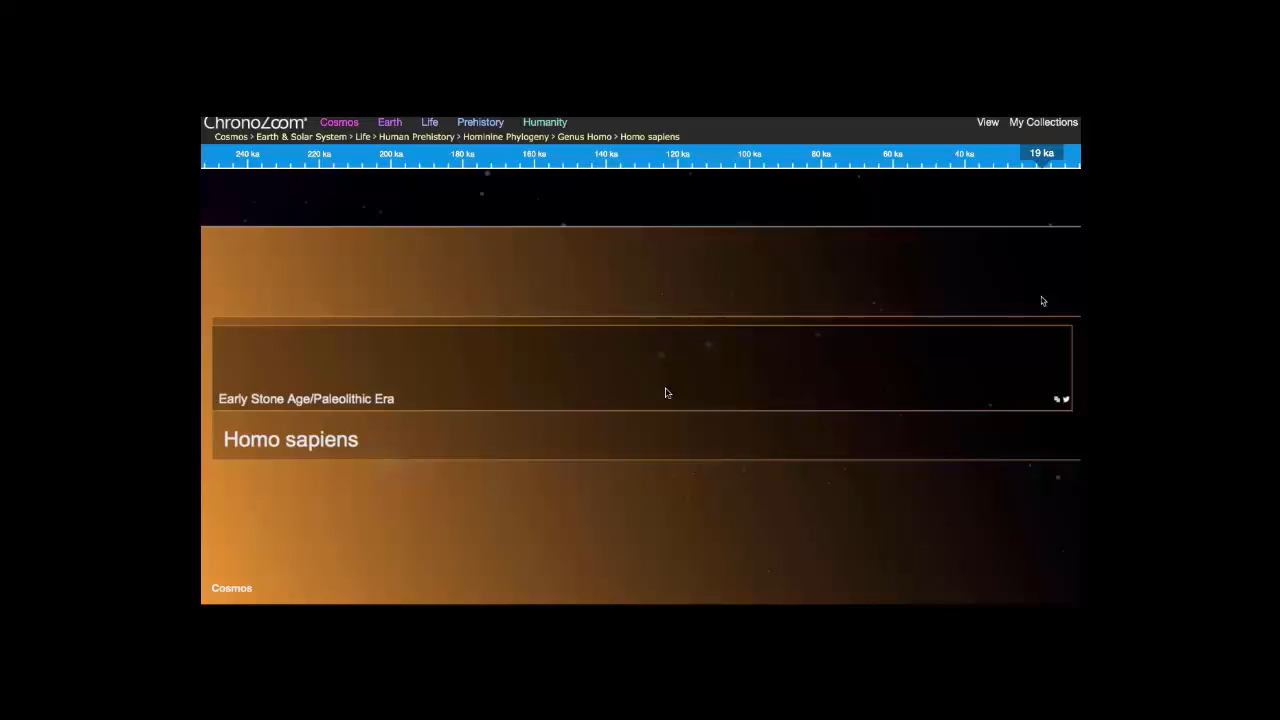 ChronoZoom® Cosmos Earth Life Prehistory Humanity View My Collections
Cosmos › Earth & Solar System › Life › Human Prehistory › Hominine Phylogeny › Genus Homo › Homo sapiens
240 ka 220 ka 200 ka 180 ka 160 ka 140 ka 120 ka 100 ka 80 ka 60 ka 40 ka 19 ka
Early Stone Age/Paleolithic Era
Homo sapiens
Cosmos